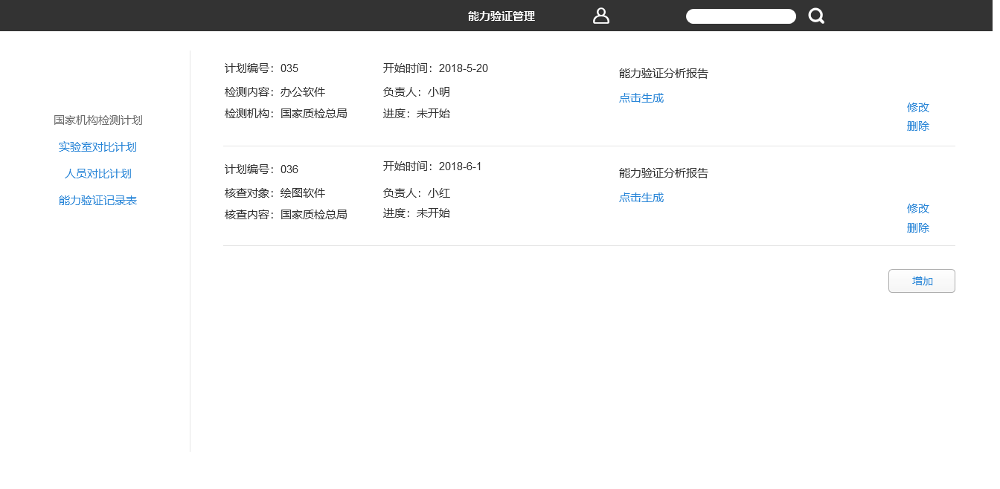 能力验证管理
国家机构检测计划
实验室对比计划
人员对比计划
能力验证记录表
计划编号：035
开始时间：2018-5-20
能力验证分析报告
检测内容：办公软件
负责人：小明
点击生成
检测机构：国家质检总局
进度：未开始
修改
删除
计划编号：036
开始时间：2018-6-1
能力验证分析报告
核查对象：绘图软件
负责人：小红
点击生成
核查内容：国家质检总局
进度：未开始
修改
删除
增加